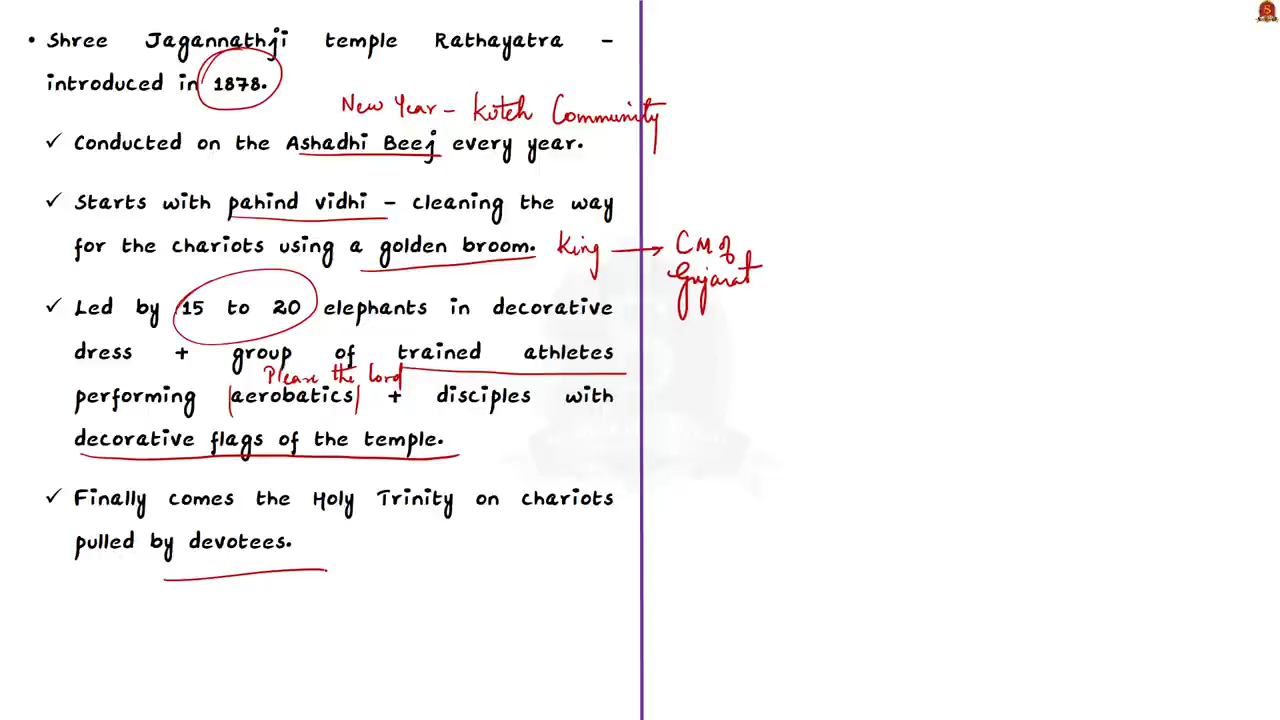 • Shree Jagannathji temple Rathayatra –
introduced in 1878.
New Year – Kutch Community
✓ Conducted on the Ashadhi Beej every year.
✓ Starts with pahind vidhi – cleaning the way
for the chariots using a golden broom. King → CM of
Gujarat
✓ Led by 15 to 20 elephants in decorative
dress + group of trained athletes
Please the lord
performing aerobatics + disciples with
decorative flags of the temple.
✓ Finally comes the Holy Trinity on chariots
pulled by devotees.